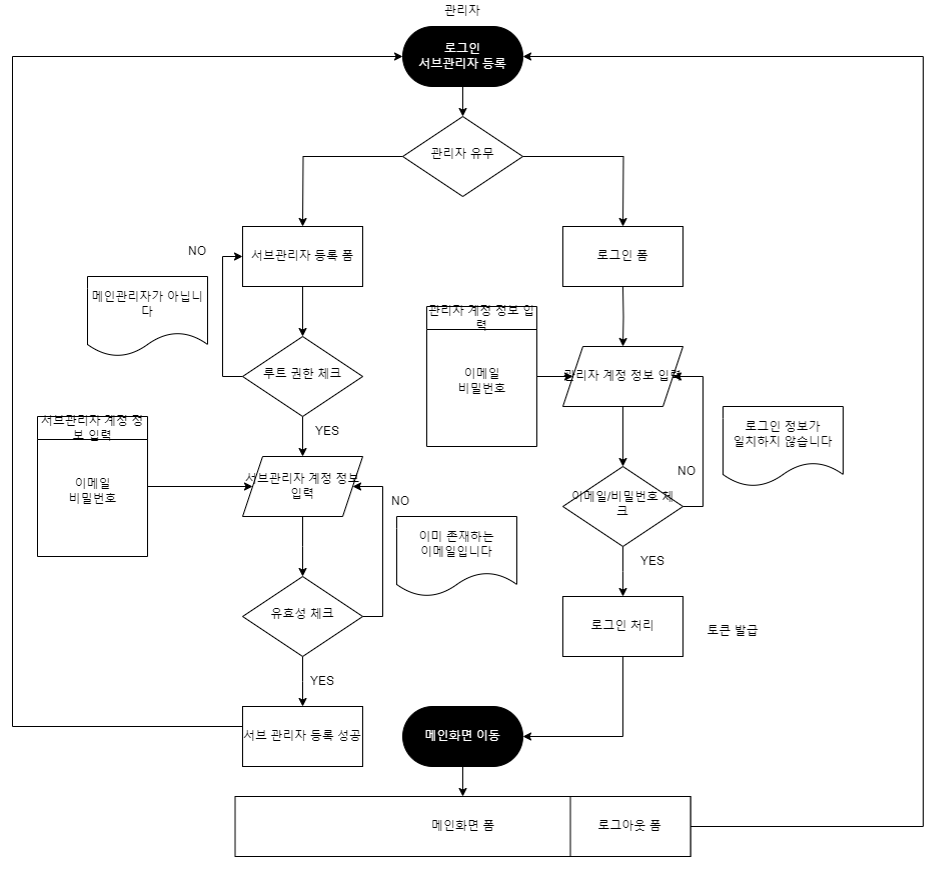 관리자
로그인
서브관리자 등록
관리자 유무
서브관리자 등록 폼
로그인 폼
NO
메인관리자가 아닙니
다
루트 권한 체크
YES
관리자 계정 정보 입
력
이메일
비밀번호
관리자 계정 정보 입력
로그인 정보가
일치하지 않습니다
서브관리자 계정 정
보 입력
이메일
비밀번호
서브관리자 계정 정보
입력
NO
이미 존재하는
이메일입니다
NO
이메일/비밀번호 체
크
YES
유효성 체크
YES
로그인 처리
토큰 발급
서브 관리자 등록 성공
메인화면 이동
메인화면 폼
로그아웃 폼